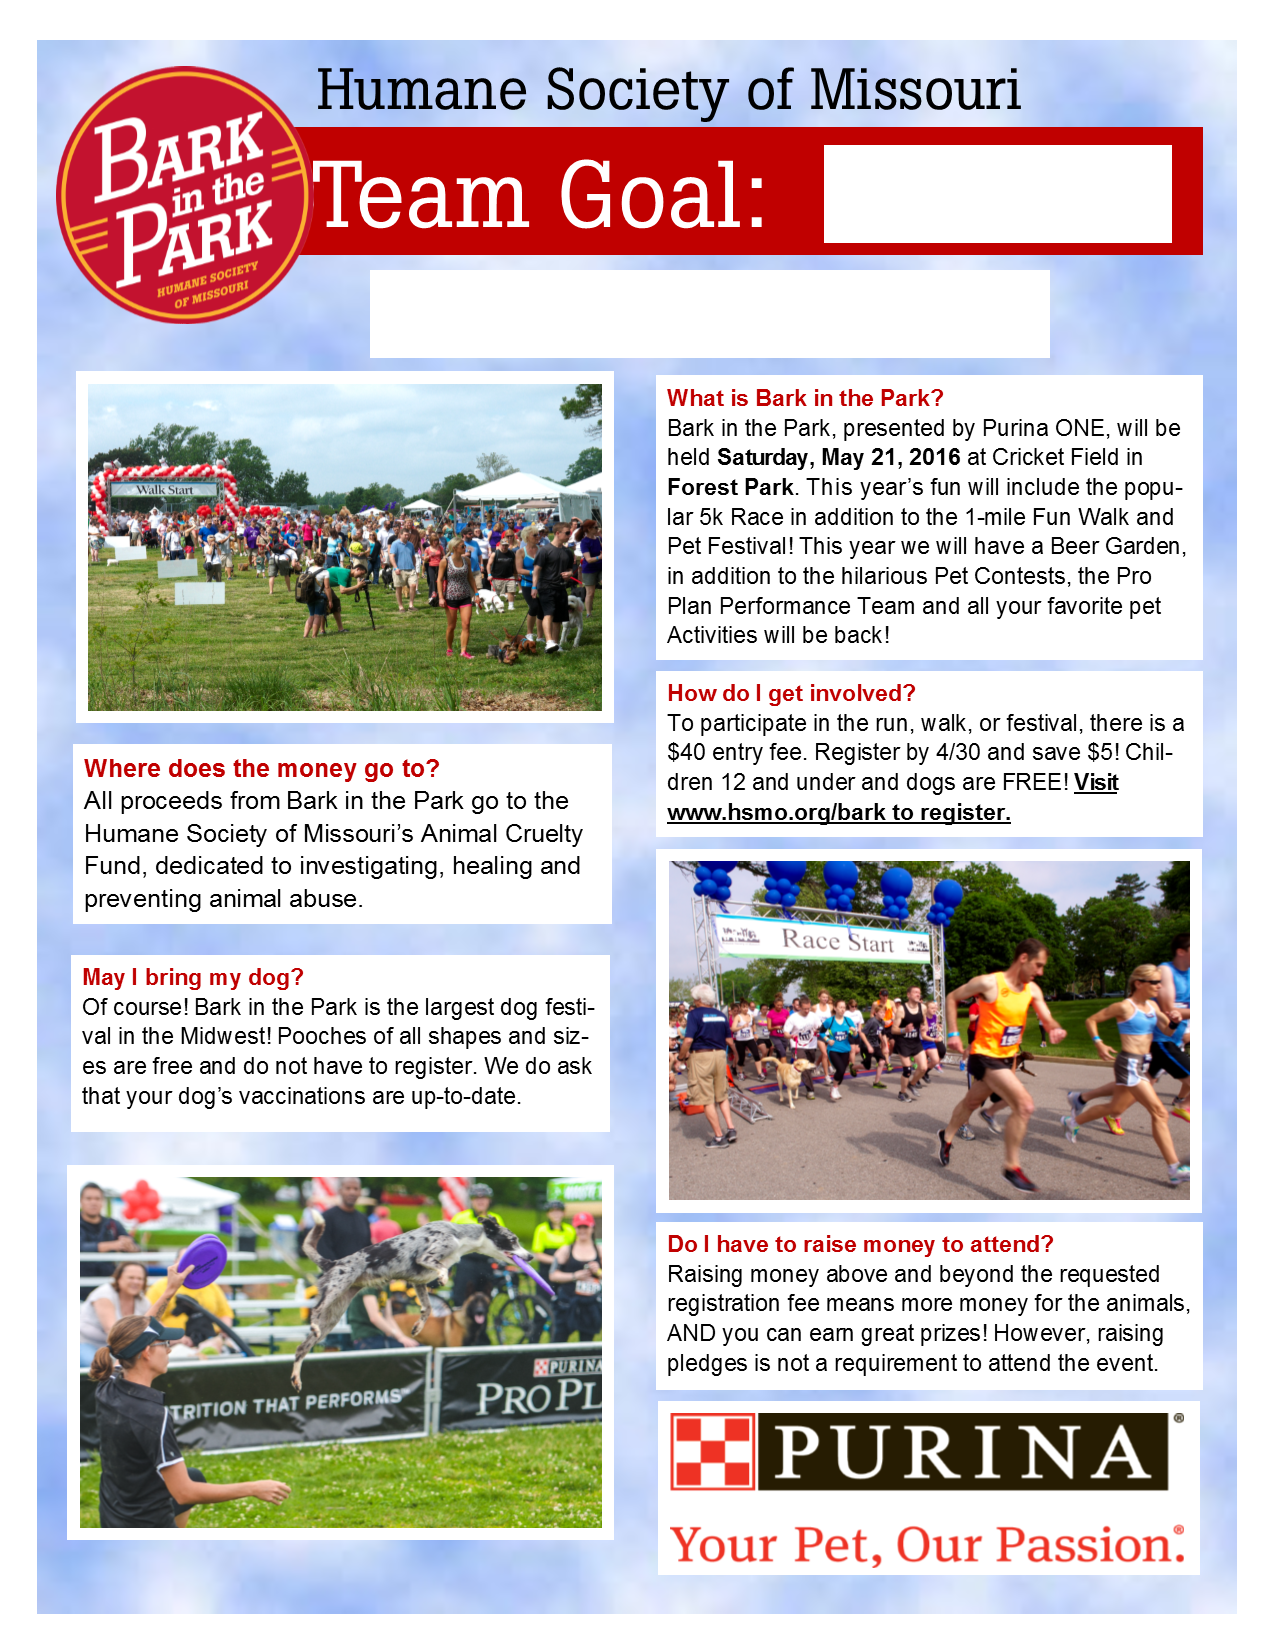 Humane Society of Missouri
BARK
in the
PARK
HUMANE SOCIETY
OF MISSOURI
Team Goal:
Walk Start
What is Bark in the Park?
Bark in the Park, presented by Purina ONE, will be
held Saturday, May 21, 2016 at Cricket Field in
Forest Park. This year’s fun will include the popu-
lar 5k Race in addition to the 1-mile Fun Walk and
Pet Festival! This year we will have a Beer Garden,
in addition to the hilarious Pet Contests, the Pro
Plan Performance Team and all your favorite pet
Activities will be back!
How do I get involved?
To participate in the run, walk, or festival, there is a
$40 entry fee. Register by 4/30 and save $5! Chil-
dren 12 and under and dogs are FREE! Visit
www.hsmo.org/bark to register.
Where does the money go to?
All proceeds from Bark in the Park go to the
Humane Society of Missouri’s Animal Cruelty
Fund, dedicated to investigating, healing and
preventing animal abuse.
Race Start
May I bring my dog?
Of course! Bark in the Park is the largest dog festi-
val in the Midwest! Pooches of all shapes and siz-
es are free and do not have to register. We do ask
that your dog’s vaccinations are up-to-date.
TRITION THAT PERFORMS™
PURINA
PRO PL
Do I have to raise money to attend?
Raising money above and beyond the requested
registration fee means more money for the animals,
AND you can earn great prizes! However, raising
pledges is not a requirement to attend the event.
PURINA®
Your Pet, Our Passion.®